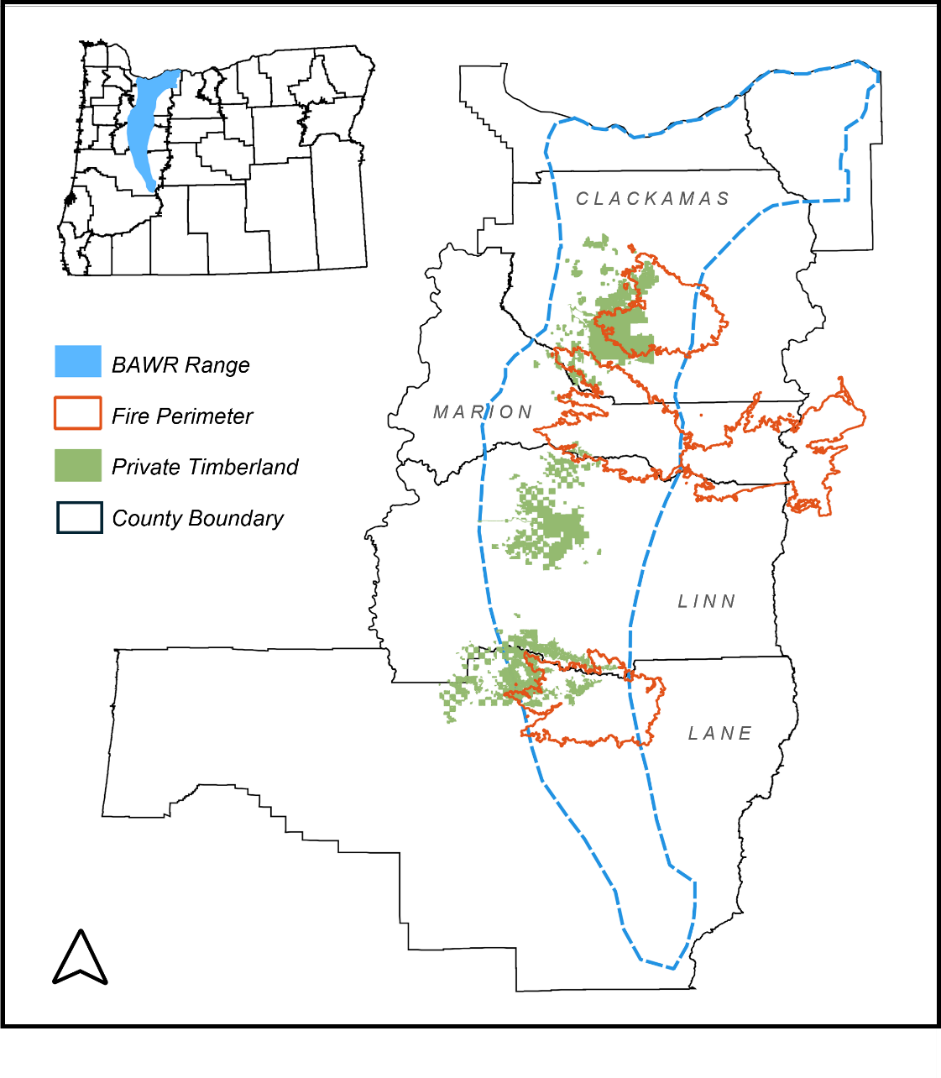 CLACKAMAS
BAWR Range
Fire Perimeter
MARION
Private Timberland
County Boundary
LINN
LANE